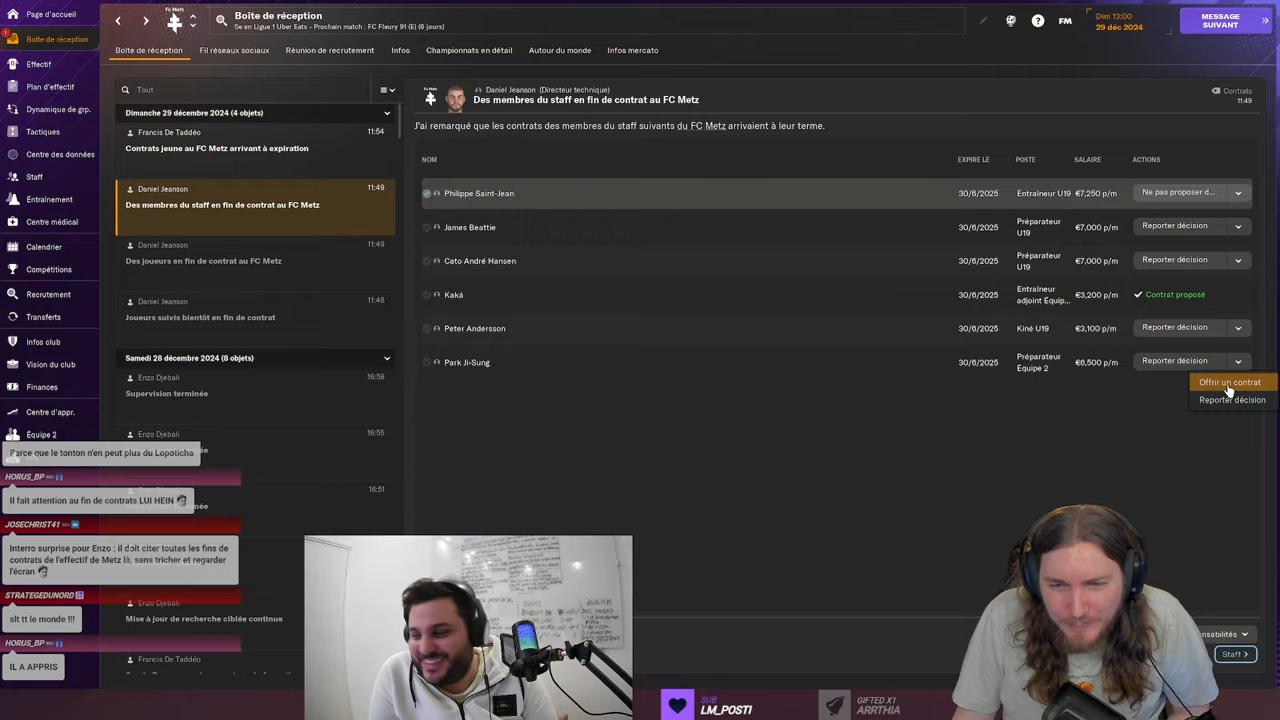 Page d'accueil
Boîte de réception
Effectif
Plan d'effectif
Dynamique de grp.
Tactiques
Centre des données
Staff
Entraînement
Centre médical
Calendrier
Compétitions
Recrutement
Transferts
Infos club
Vision du club
Finances
Centre d'appr.
Équipe 2
FC Metz
Boîte de réception
5e en Ligue 1 Uber Eats - Prochain match : FC Fleury 91 (E) (6 jours)
FM
Dim 13:00
29 déc 2024
MESSAGE
SUIVANT
Boîte de réception
Fil réseaux sociaux
Réunion de recrutement
Infos
Championnats en détail
Autour du monde
Infos mercato
Tout
Dimanche 29 décembre 2024 (4 objets)
Francis De Taddéo 11:54
Contrats jeune au FC Metz arrivant à expiration
Daniel Jeanson 11:49
Des membres du staff en fin de contrat au FC Metz
Daniel Jeanson 11:49
Des joueurs en fin de contrat au FC Metz
Daniel Jeanson 11:48
Joueurs suivis bientôt en fin de contrat
Samedi 28 décembre 2024 (8 objets)
Enzo Djebali 16:58
Supervision terminée
Enzo Djebali 16:55
16:51
Enzo Djebali
Mise à jour de recherche ciblée continue
Francis De Taddéo
Daniel Jeanson (Directeur technique)
Des membres du staff en fin de contrat au FC Metz
Contrats
11:49
J'ai remarqué que les contrats des membres du staff suivants du FC Metz arrivaient à leur terme.
NOM EXPIRE LE POSTE SALAIRE ACTIONS
Philippe Saint-Jean 30/6/2025 Entraîneur U19 €7,250 p/m Ne pas proposer d...
James Beattie 30/6/2025 Préparateur U19 €7,000 p/m Reporter décision
Cato André Hansen 30/6/2025 Préparateur U19 €7,000 p/m Reporter décision
Kaká 30/6/2025 Entraîneur adjoint Équip... €3,200 p/m Contrat proposé
Peter Andersson 30/6/2025 Kiné U19 €3,100 p/m Reporter décision
Park Ji-Sung 30/6/2025 Préparateur Équipe 2 €6,500 p/m Reporter décision
Offrir un contrat
Reporter décision
Staff
Parce que le tonton n'en peut plus du Lopoticha
HORUS_BP
Il fait attention au fin de contrats LUI HEIN
JOSECHRIST41
Interro surprise pour Enzo : il doit citer toutes les fins de
contrats de l'effectif de Metz là, sans tricher et regarder
l'écran
STRATEGEDUNORD
slt tt le monde !!!
HORUS_BP
IL A APPRIS
SUB
LM_POSTI
GIFTED X1
ARRTHIA